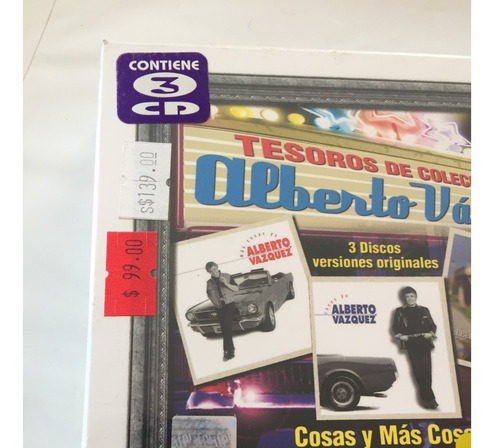 CONTIENE
3
CD
TESOROS DE COLEC
Alberto Vá
s$139.00
$ 99.00
3 Discos
versiones originales
ALBERTO
VAZQUEZ
ALBERTO
VAZQUEZ
Cosas y Más Cosa